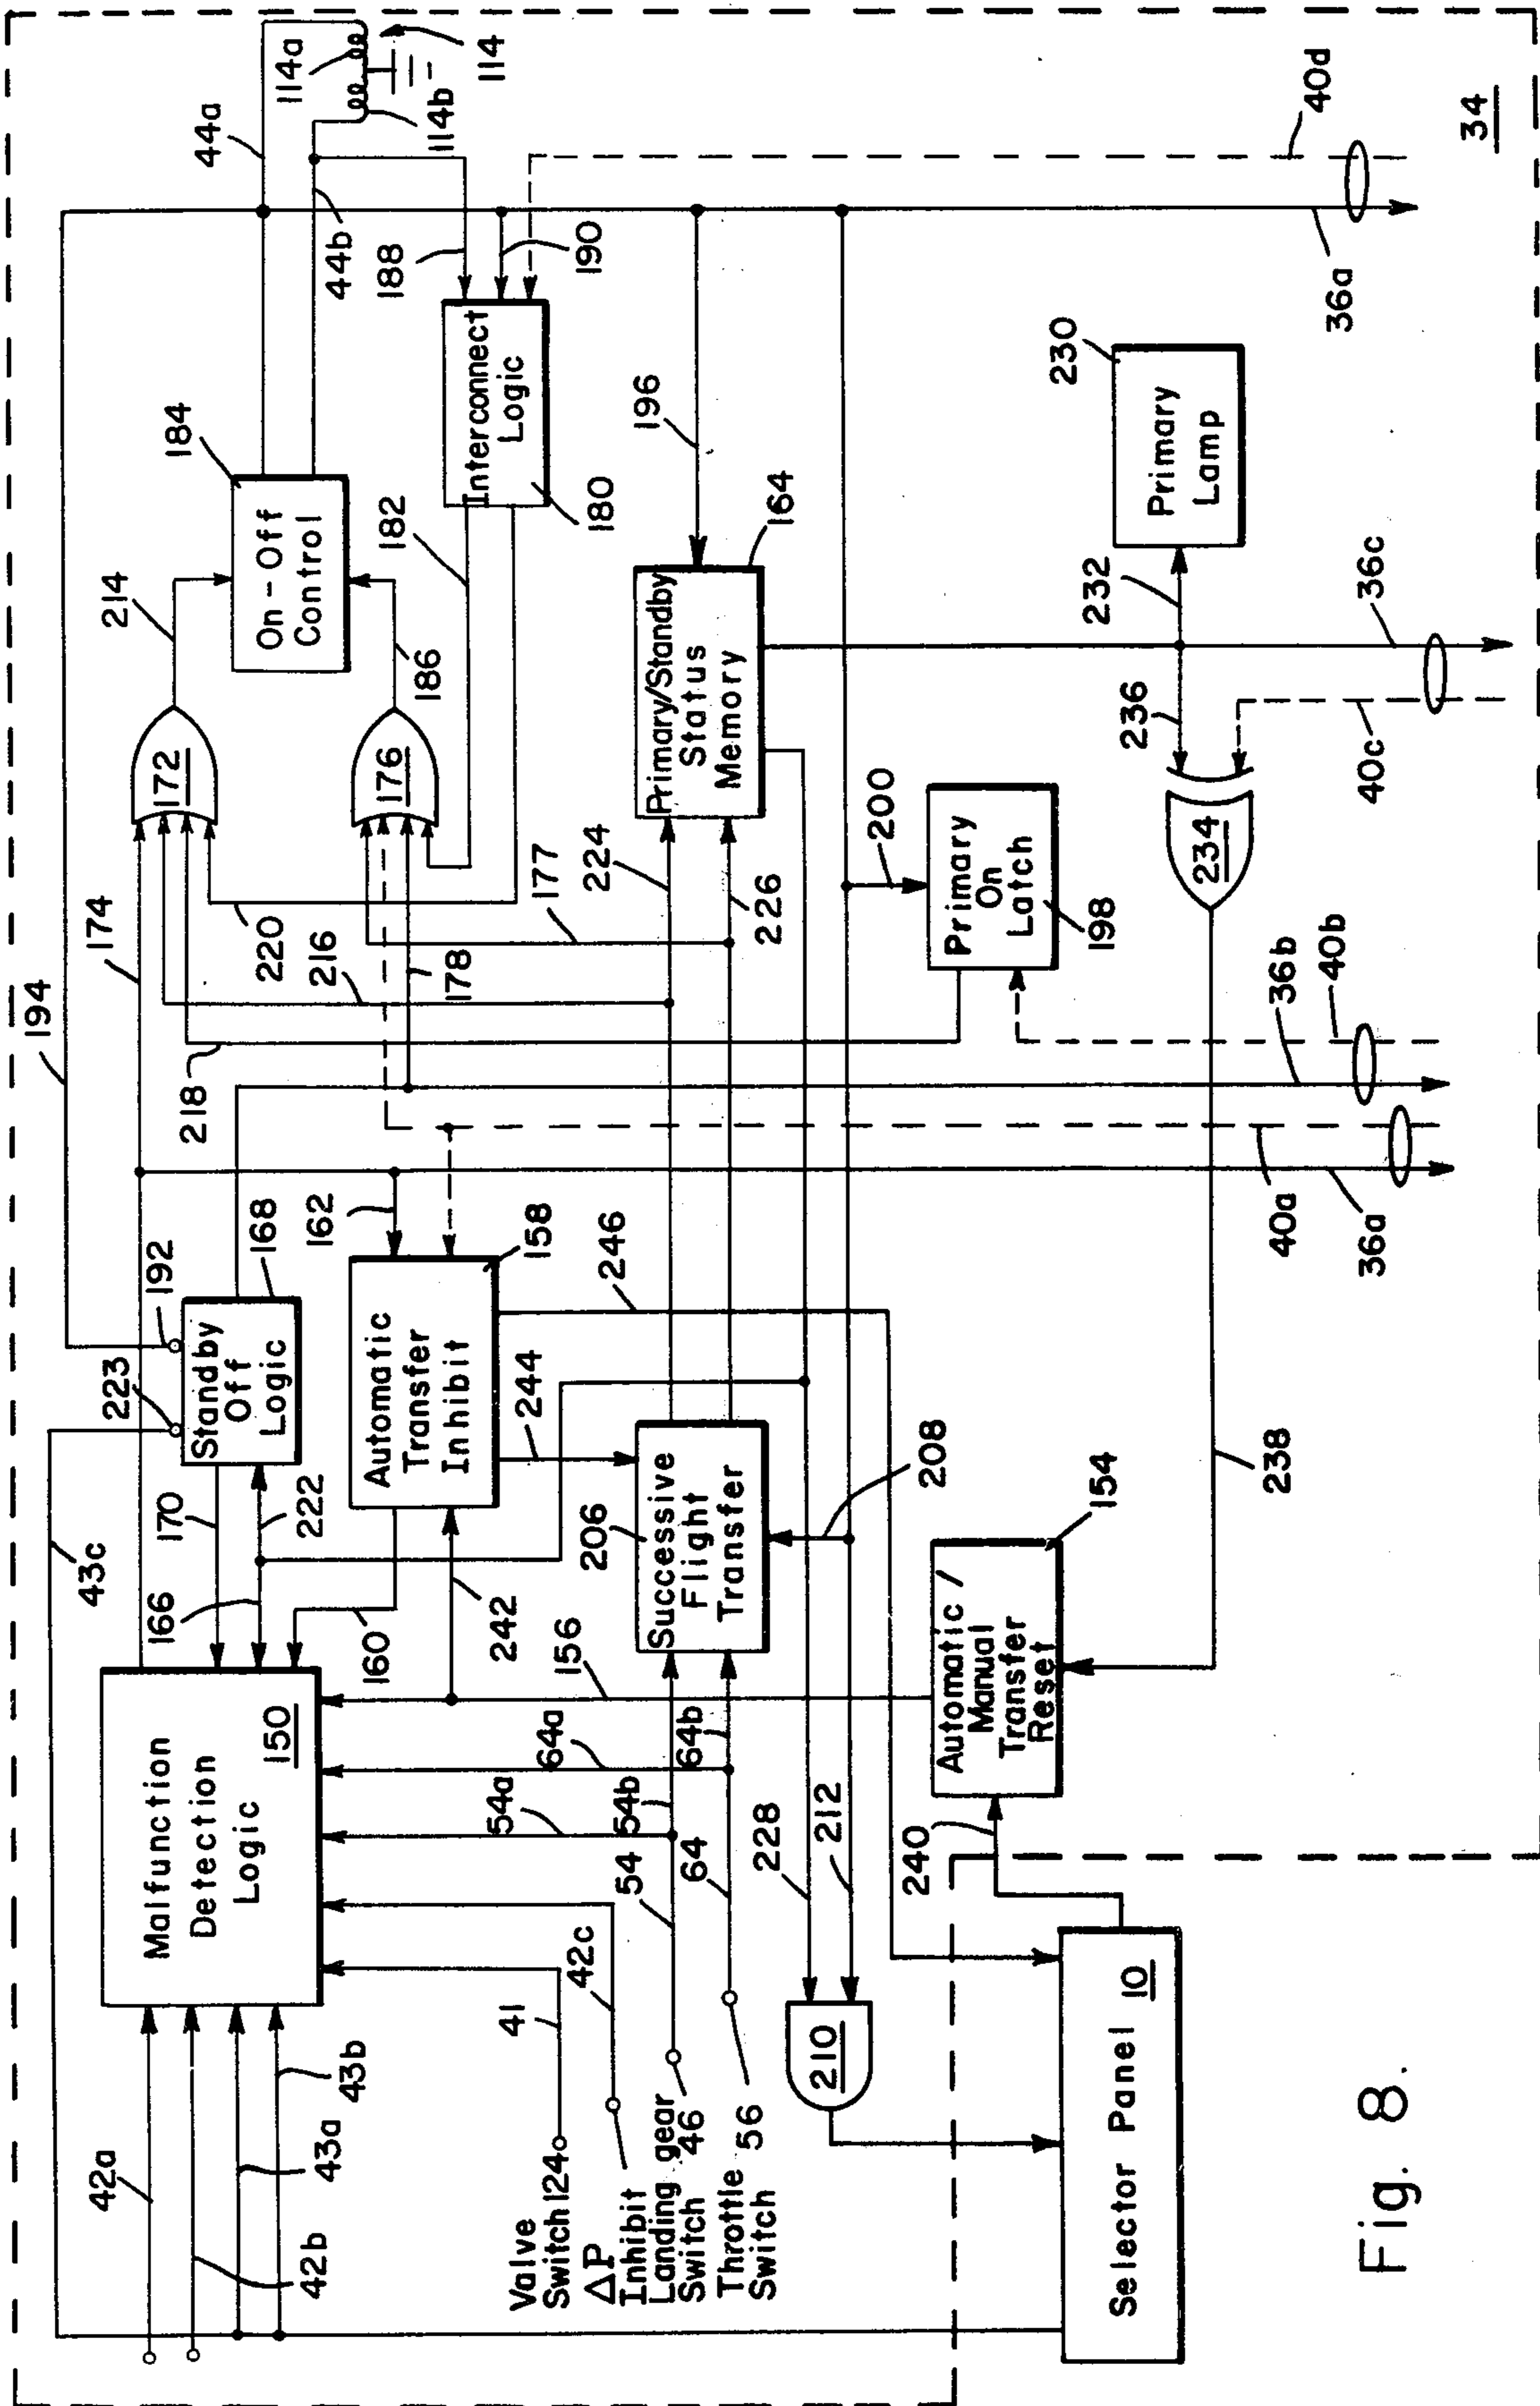 194
43c
192
223
174
214
184
44a
114a
114
114b
44b
42a
42b
43a
43b
Malfunction
Detection
Logic
150
166
170
222
Standby
Off
Logic
168
218
172
On-Off
Control
186
176
188
190
182
Interconnect
Logic
180
40d
34
36a
160
242
162
Automatic
Transfer
Inhibit
158
244
246
220
216
178
177
224
226
Valve
Switch 124
41
42c
ΔP
Inhibit
Landing gear
Switch 46
Throttle 56
Switch
54
54a
54b
64
64a
64b
156
206
Successive
Flight
Transfer
208
Primary/Standby
Status
Memory
164
196
228
212
210
200
Primary
On
Latch
198
230
Primary
Lamp
232
236
234
36c
40c
40b
36b
40a
36a
238
154
Automatic /
Manual
Transfer
Reset
240
Selector Panel 10
Fig. 8.